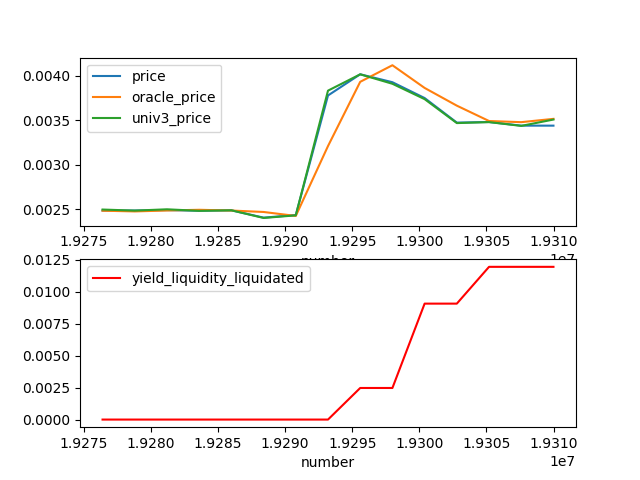 0.0040
0.0035
0.0030
0.0025
price
oracle_price
univ3_price
1.9275 1.9280 1.9285 1.9290 1.9295 1.9300 1.9305 1.9310
number
1e7
0.0125
0.0100
0.0075
0.0050
0.0025
0.0000
yield_liquidity_liquidated
1.9275 1.9280 1.9285 1.9290 1.9295 1.9300 1.9305 1.9310
number
1e7